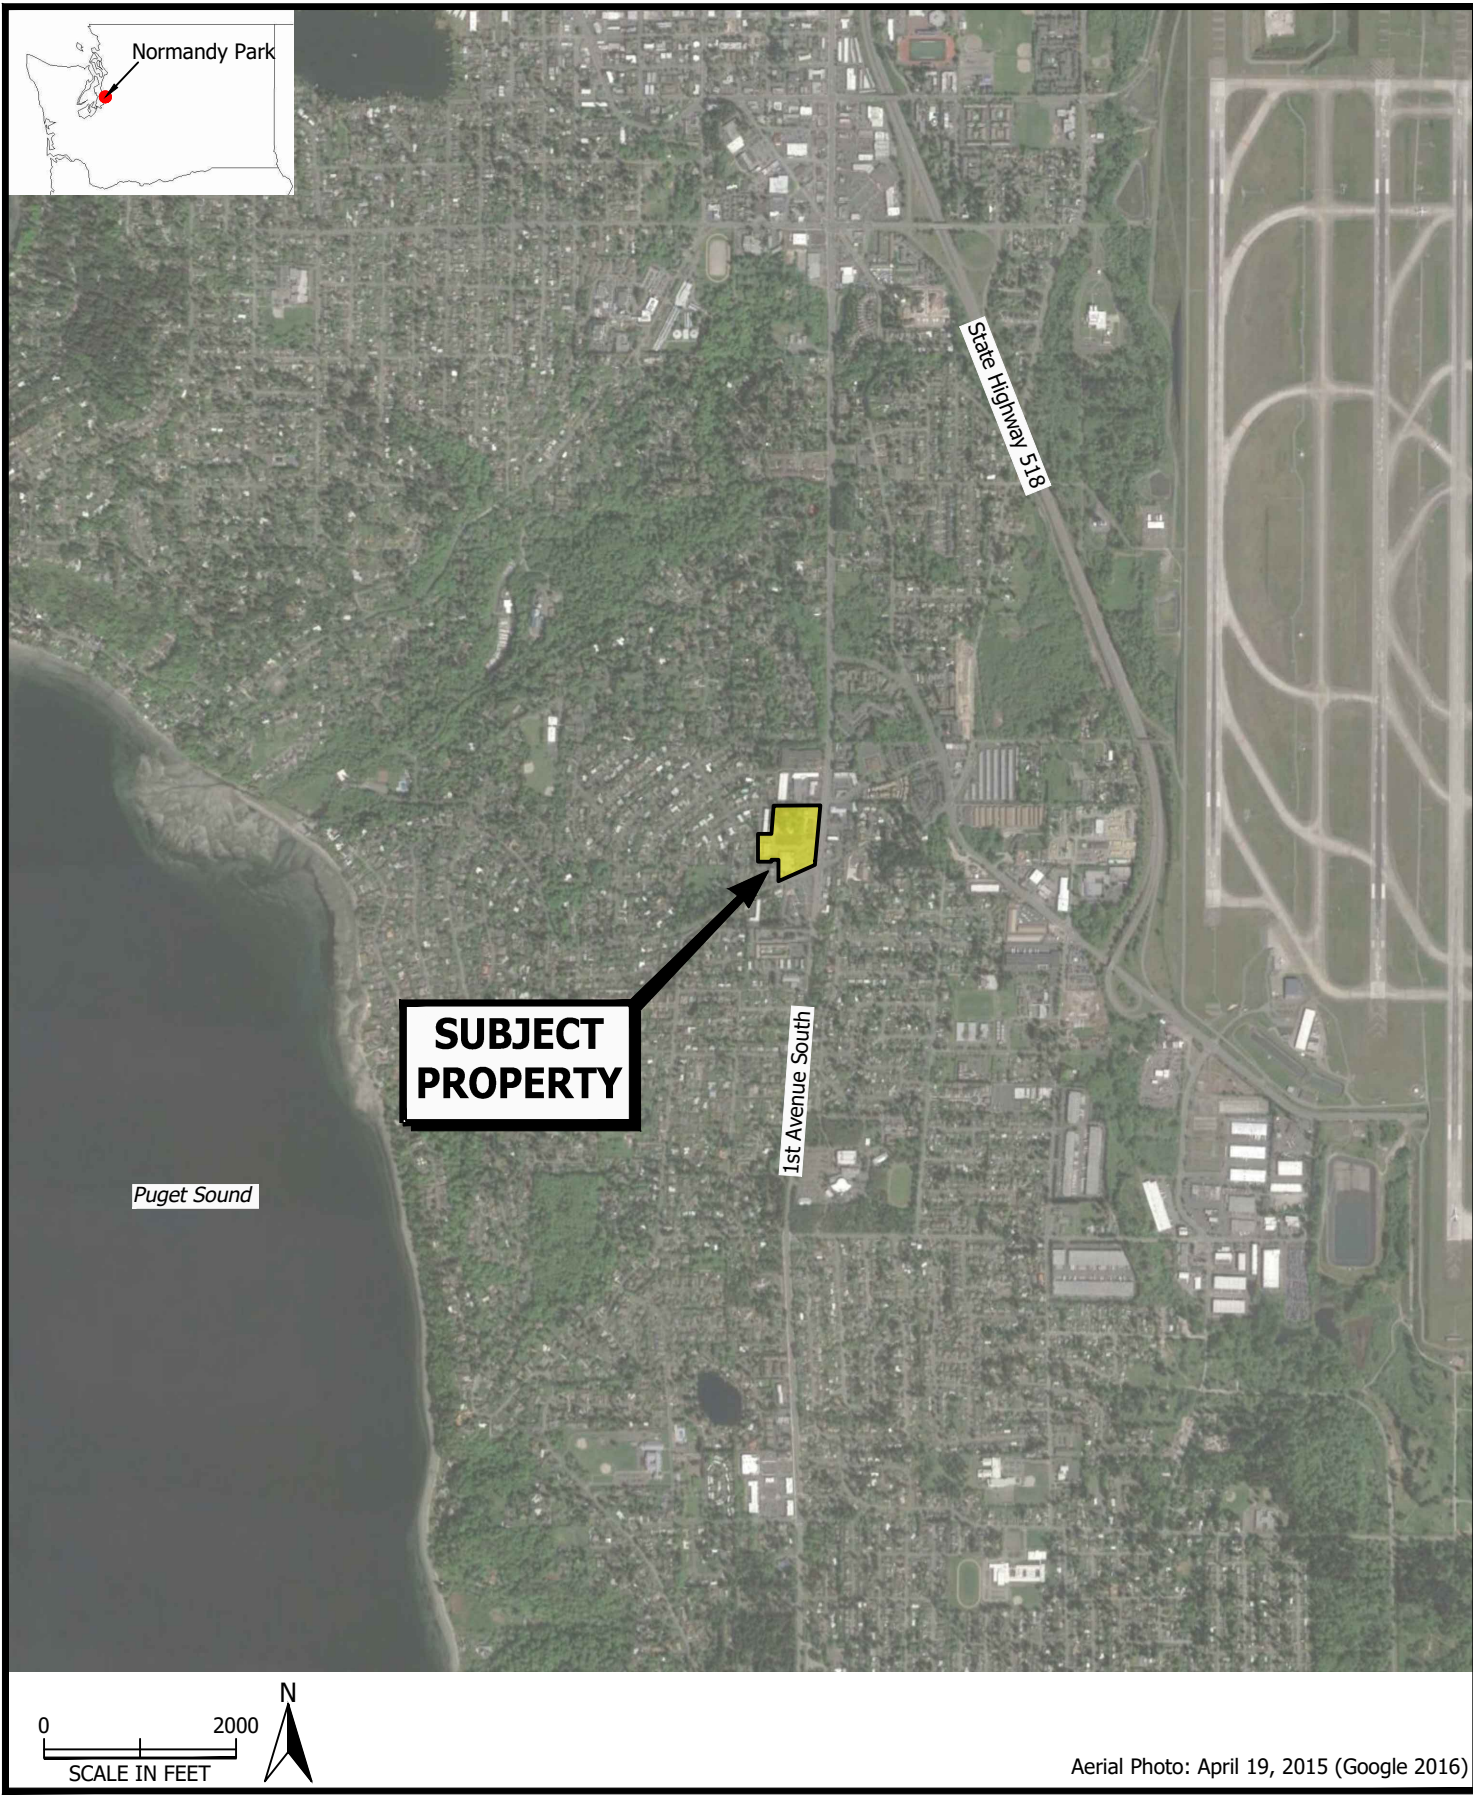 Normandy Park
State Highway 518
SUBJECT
PROPERTY
1st Avenue South
Puget Sound
N
0 2000
SCALE IN FEET
Aerial Photo: April 19, 2015 (Google 2016)